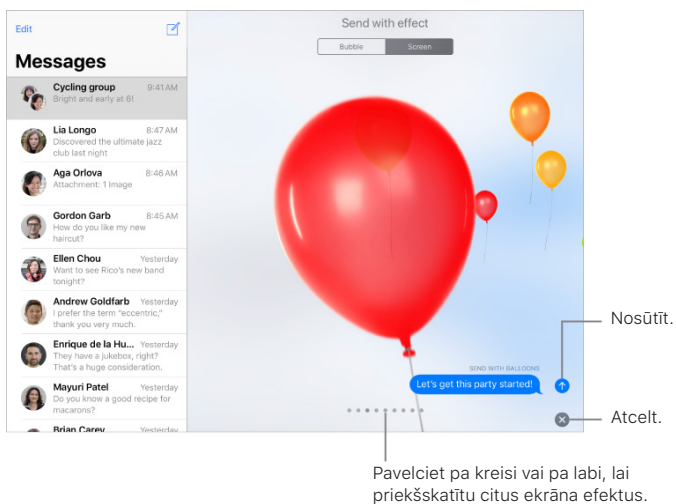 Edit
Messages
Cycling group 9:41 AM
Bright and early at 6!
Lia Longo 8:47 AM
Discovered the ultimate jazz
club last night
Aga Orlova 8:46 AM
Attachment: 1 Image
Gordon Garb 8:45 AM
How do you like my new
haircut?
Ellen Chou Yesterday
Want to see Rico's new band
tonight?
Andrew Goldfarb Yesterday
I prefer the term "eccentric,"
thank you very much.
Enrique de la Hu... Yesterday
They have a jukebox, right?
That's a huge consideration.
Mayuri Patel Yesterday
Do you know a good recipe for
macarons?
Brian Carey Yesterday
Send with effect
Bubble Screen
SEND WITH BALLOONS
Let's get this party started!
Nosūtīt.
Atcelt.
Pavelciet pa kreisi vai pa labi, lai
priekšskatītu citus ekrāna efektus.